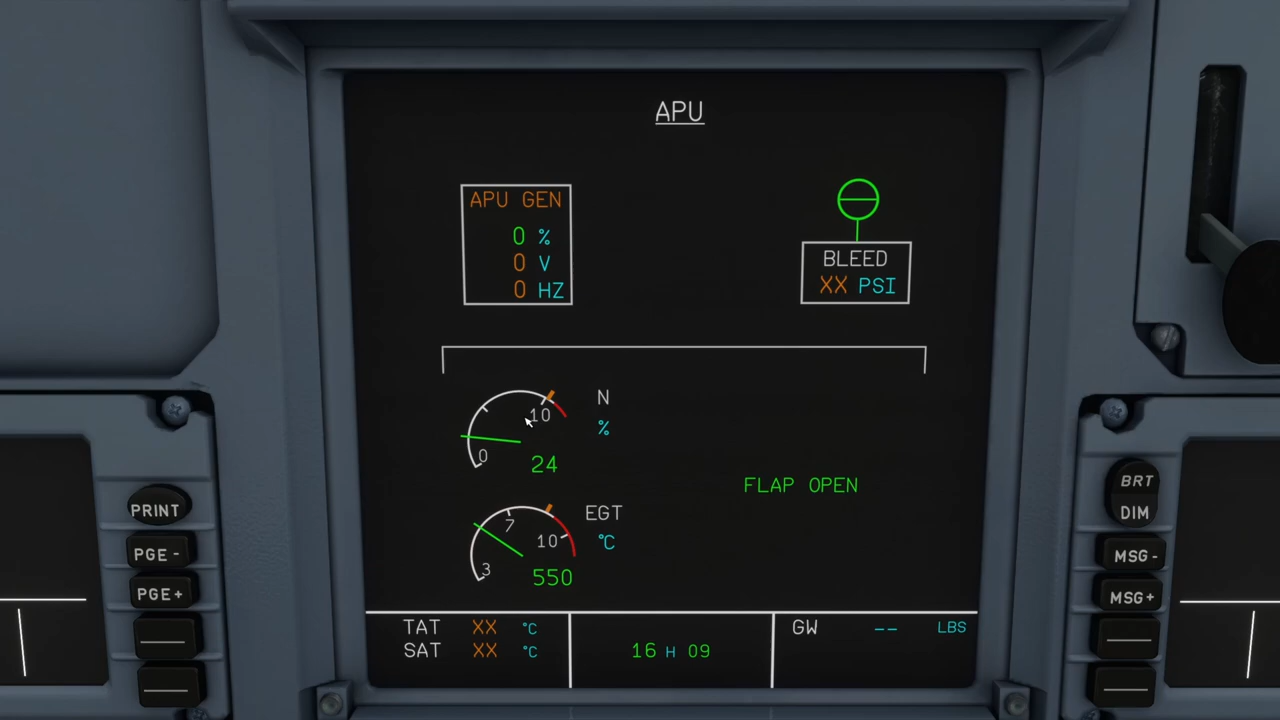 APU
APU GEN
0 %
0 V
0 HZ
BLEED
XX PSI
10
0
N
%
24
FLAP OPEN
7
10
3
EGT
°C
550
TAT XX °C
SAT XX °C
16 H 09
GW -- LBS
PRINT
PGE -
PGE+
BRT
DIM
MSG-
MSG+